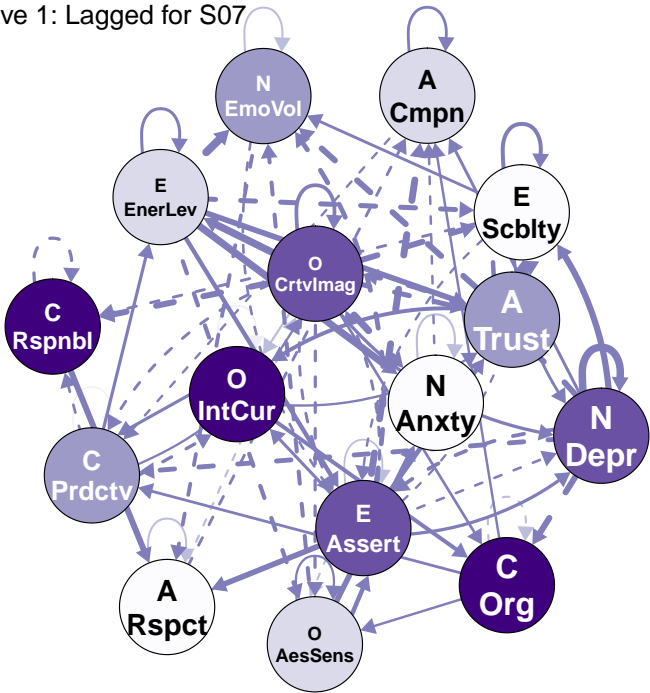 ve 1: Lagged for S07
N
EmoVol
A
Cmpn
E
EnerLev
E
Scblty
O
CrtvImag
C
Rspnbl
A
Trust
O
IntCur
N
Anxty
N
Depr
C
Prdctv
E
Assert
A
Rspct
C
Org
O
AesSens